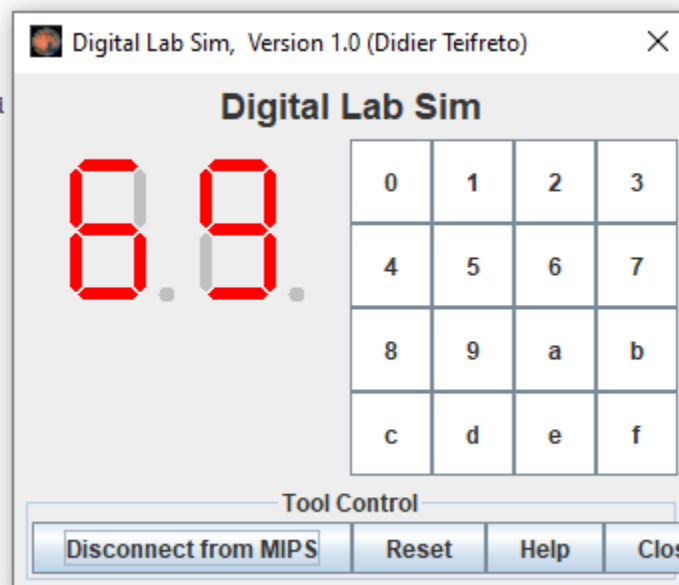 Digital Lab Sim, Version 1.0 (Didier Teifreto)
Digital Lab Sim
69
0 1 2 3
4 5 6 7
8 9 a b
c d e f
Tool Control
Disconnect from MIPS Reset Help